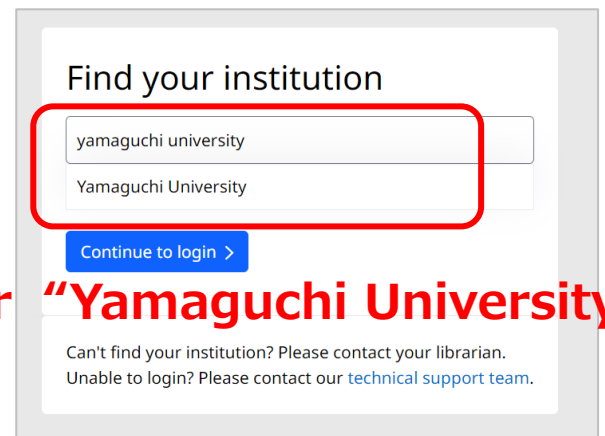 Find your institution
yamaguchi university
Yamaguchi University
Continue to login >
r “Yamaguchi University
Can't find your institution? Please contact your librarian.
Unable to login? Please contact our technical support team.